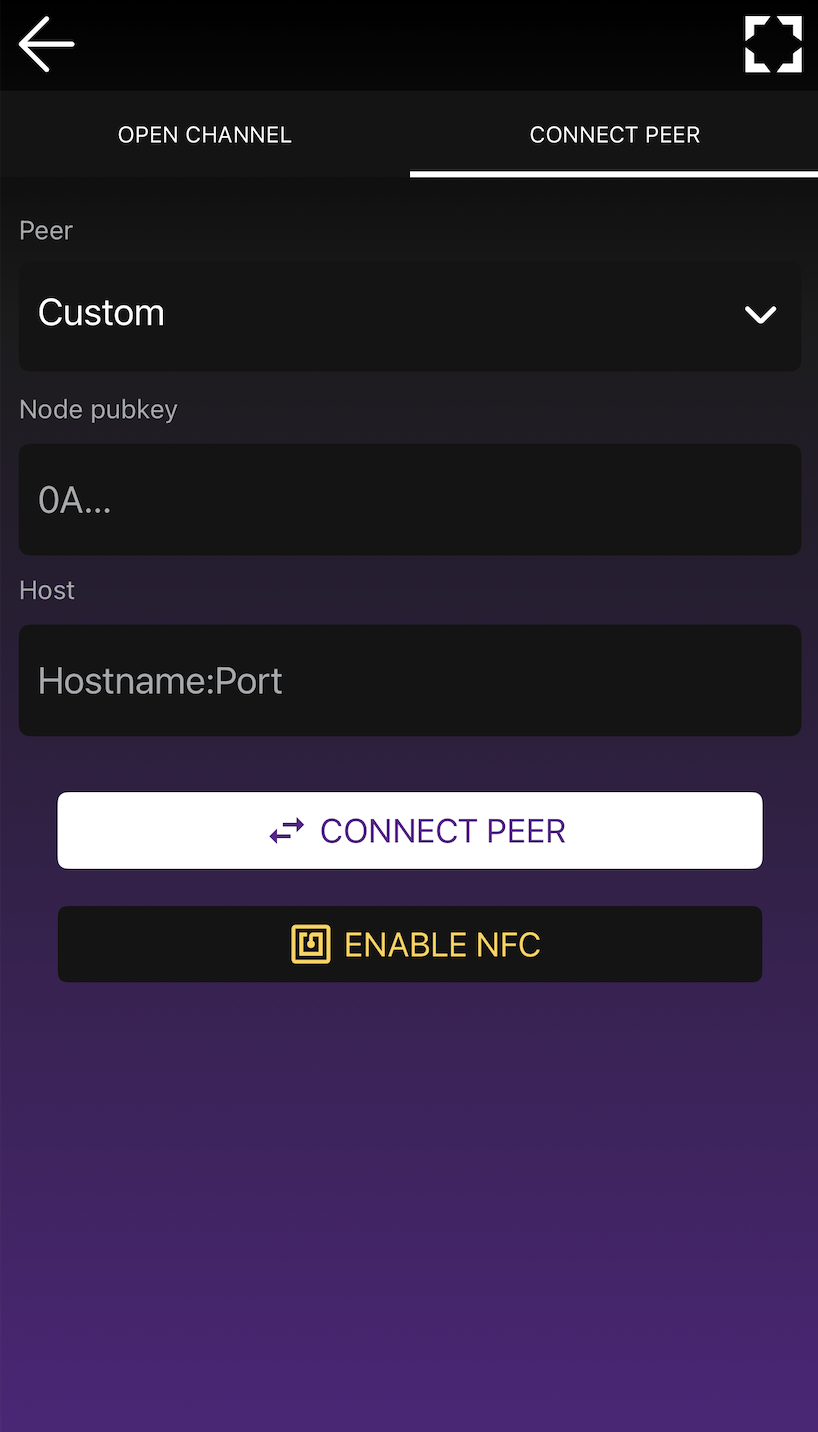 OPEN CHANNEL
CONNECT PEER
Peer
Custom
Node pubkey
0A...
Host
Hostname:Port
CONNECT PEER
ENABLE NFC